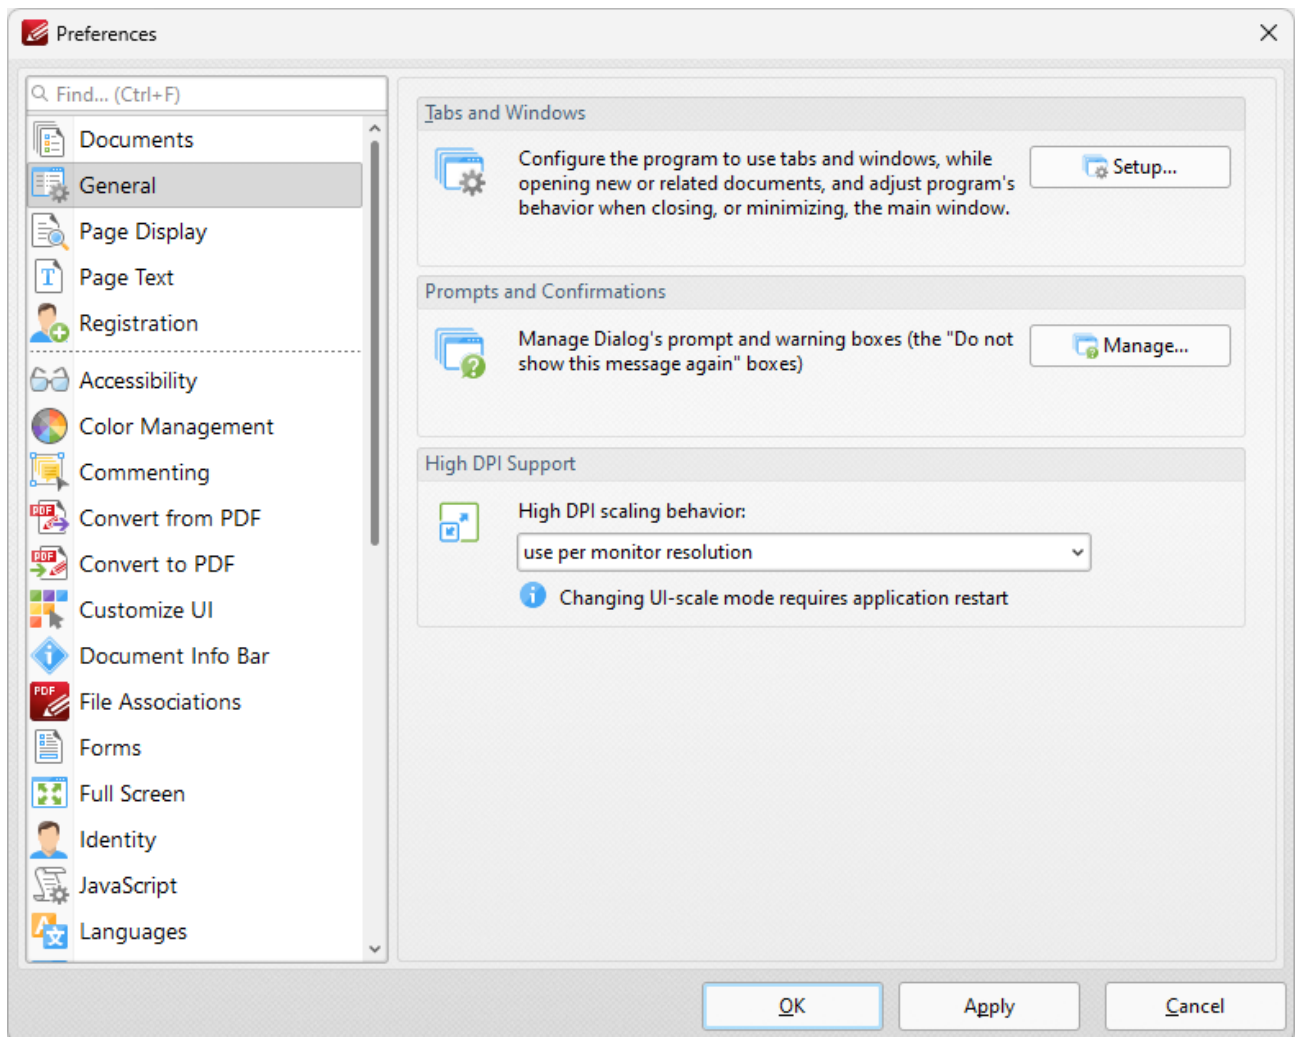 Preferences
Find... (Ctrl+F)
Documents
General
Page Display
Page Text
Registration
Accessibility
Color Management
Commenting
Convert from PDF
Convert to PDF
Customize UI
Document Info Bar
File Associations
Forms
Full Screen
Identity
JavaScript
Languages
Tabs and Windows
Configure the program to use tabs and windows, while
opening new or related documents, and adjust program's
behavior when closing, or minimizing, the main window.
Setup...
Prompts and Confirmations
Manage Dialog's prompt and warning boxes (the "Do not
show this message again" boxes)
Manage...
High DPI Support
High DPI scaling behavior:
use per monitor resolution
Changing UI-scale mode requires application restart
OK
Apply
Cancel